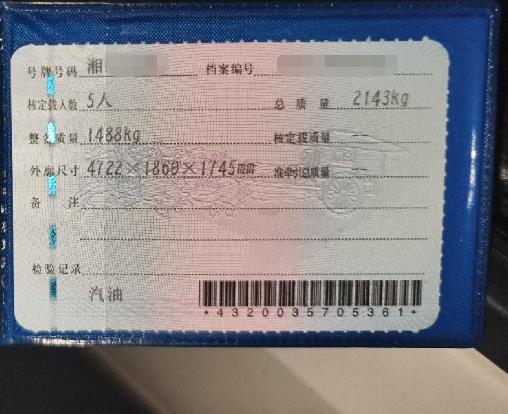 号牌号码 湘 档案编号
核定载人数 5人 总质量 2143kg
整备质量 1488kg 核定载质量 --
外廓尺寸 4722×1860×1745mm 准牵引总质量 --
备注
检验记录
汽油
*4320035705361*